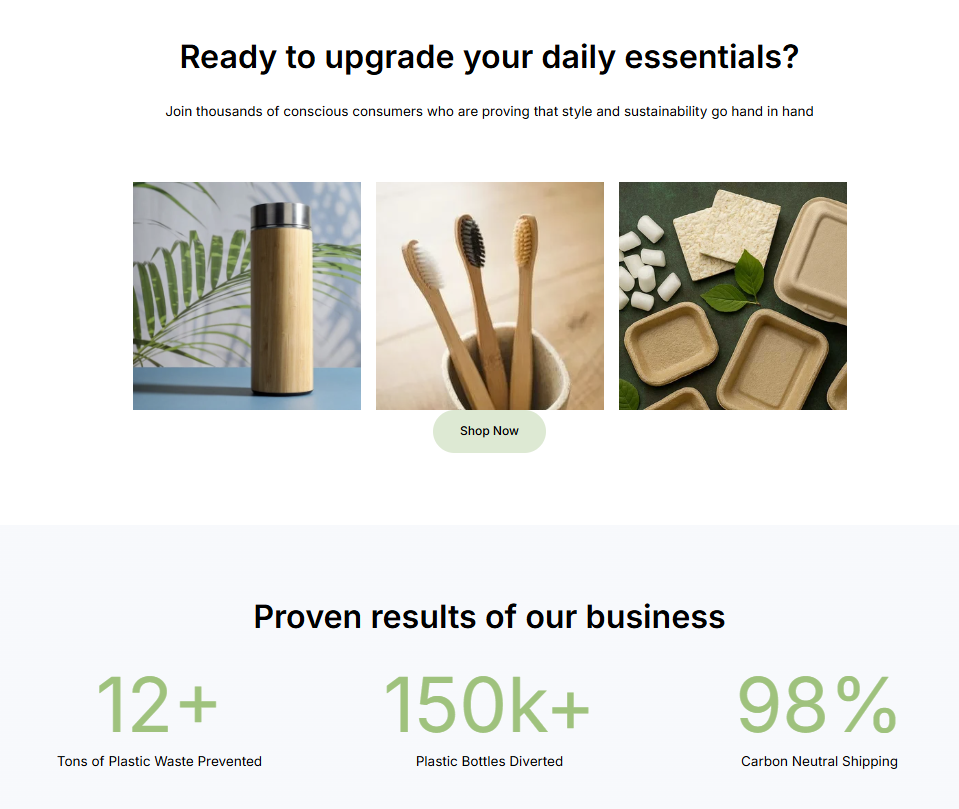 Ready to upgrade your daily essentials?
Join thousands of conscious consumers who are proving that style and sustainability go hand in hand
Shop Now
Proven results of our business
12+
150k+
98%
Tons of Plastic Waste Prevented
Plastic Bottles Diverted
Carbon Neutral Shipping